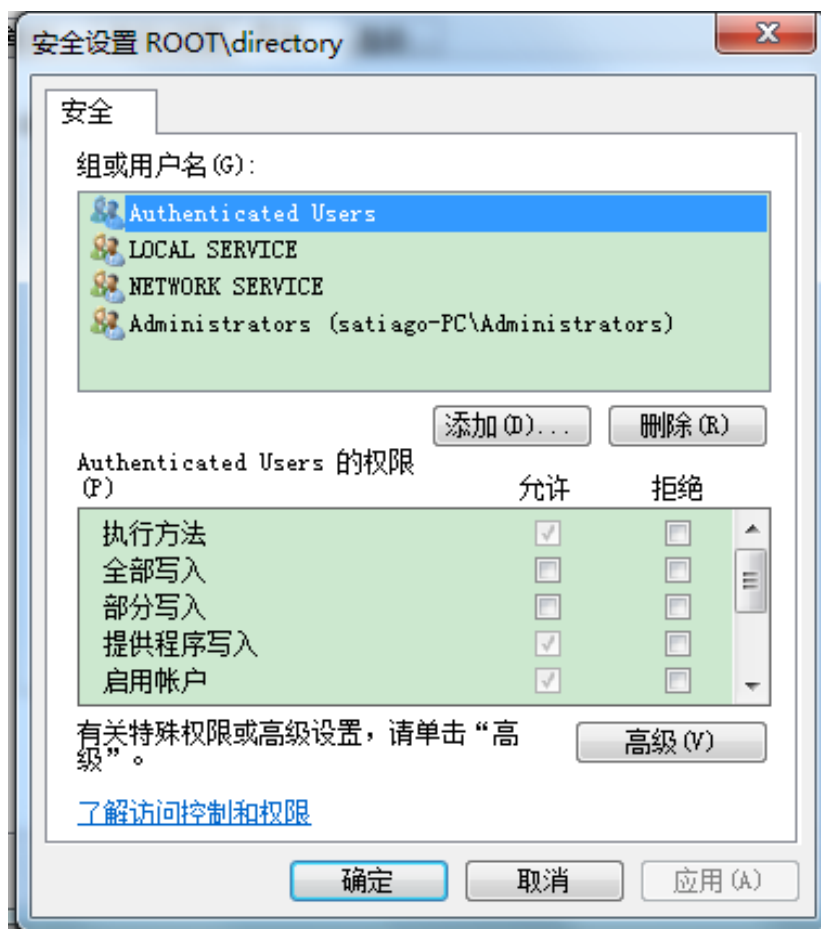 安全设置 ROOT\directory
安全
组或用户名(G):
Authenticated Users
LOCAL SERVICE
NETWORK SERVICE
Administrators (satiago-PC\Administrators)
添加(D)... 删除(R)
Authenticated Users 的权限
(P) 允许 拒绝
执行方法
全部写入
部分写入
提供程序写入
启用帐户
有关特殊权限或高级设置，请单击“高
级”。
高级(V)
了解访问控制和权限
确定 取消 应用(A)